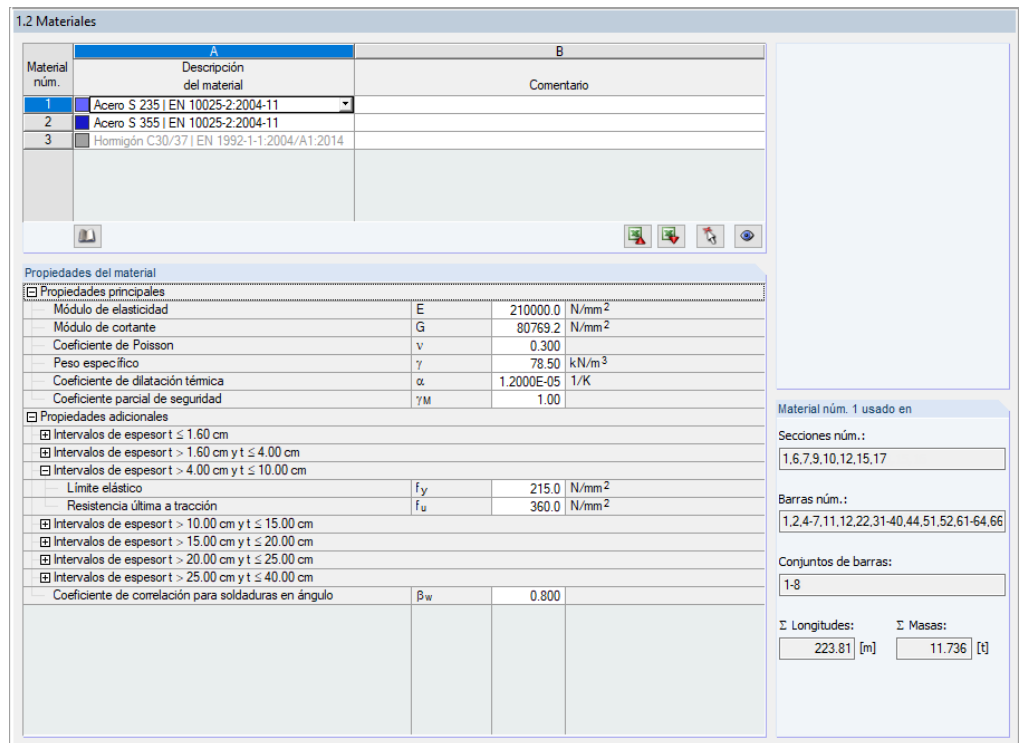 1.2 Materiales
A B
Material Descripción
núm. del material Comentario
1 Acero S 235 | EN 10025-2:2004-11
2 Acero S 355 | EN 10025-2:2004-11
3 Hormigón C30/37 | EN 1992-1-1:2004/A1:2014
Propiedades del material
Propiedades principales
Módulo de elasticidad E 210000.0 N/mm2
Módulo de cortante G 80769.2 N/mm2
Coeficiente de Poisson ν 0.300
Peso específico γ 78.50 kN/m3
Coeficiente de dilatación térmica α 1.2000E-05 1/K
Coeficiente parcial de seguridad γM 1.00
Propiedades adicionales
Intervalos de espesor t ≤ 1.60 cm
Intervalos de espesor t > 1.60 cm y t ≤ 4.00 cm
Intervalos de espesor t > 4.00 cm y t ≤ 10.00 cm
Límite elástico fy 215.0 N/mm2
Resistencia última a tracción fu 360.0 N/mm2
Intervalos de espesor t > 10.00 cm y t ≤ 15.00 cm
Intervalos de espesor t > 15.00 cm y t ≤ 20.00 cm
Intervalos de espesor t > 20.00 cm y t ≤ 25.00 cm
Intervalos de espesor t > 25.00 cm y t ≤ 40.00 cm
Coeficiente de correlación para soldaduras en ángulo βw 0.800
Material núm. 1 usado en
Secciones núm.:
1,6,7,9,10,12,15,17
Barras núm.:
1,2,4-7,11,12,22,31-40,44,51,52,61-64,66
Conjuntos de barras:
1-8
Σ Longitudes: Σ Masas:
223.81 [m] 11.736 [t]